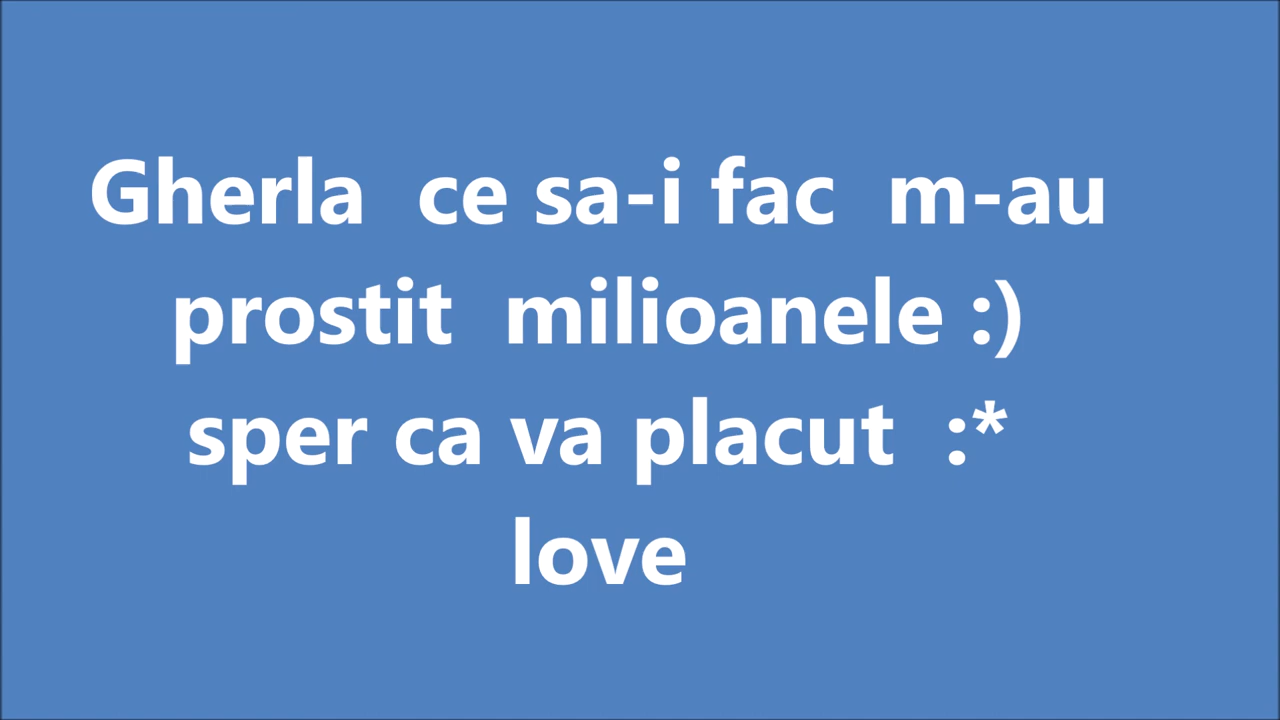 Gherla ce sa-i fac m-au
prostit milioanele :)
sper ca va placut :*
love